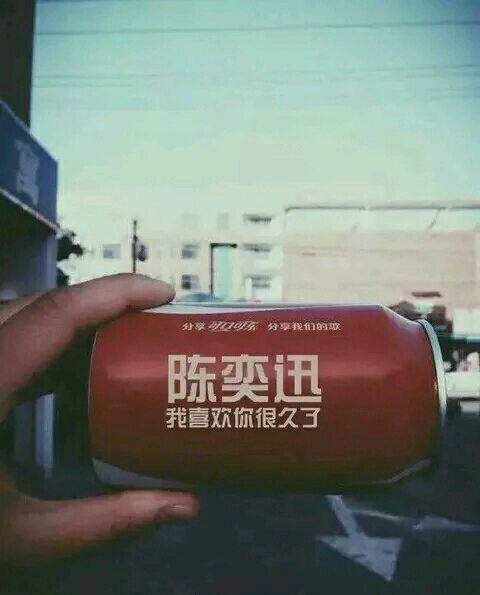 分享 可口可乐 分享我们的歌
陈奕迅
我喜欢你很久了